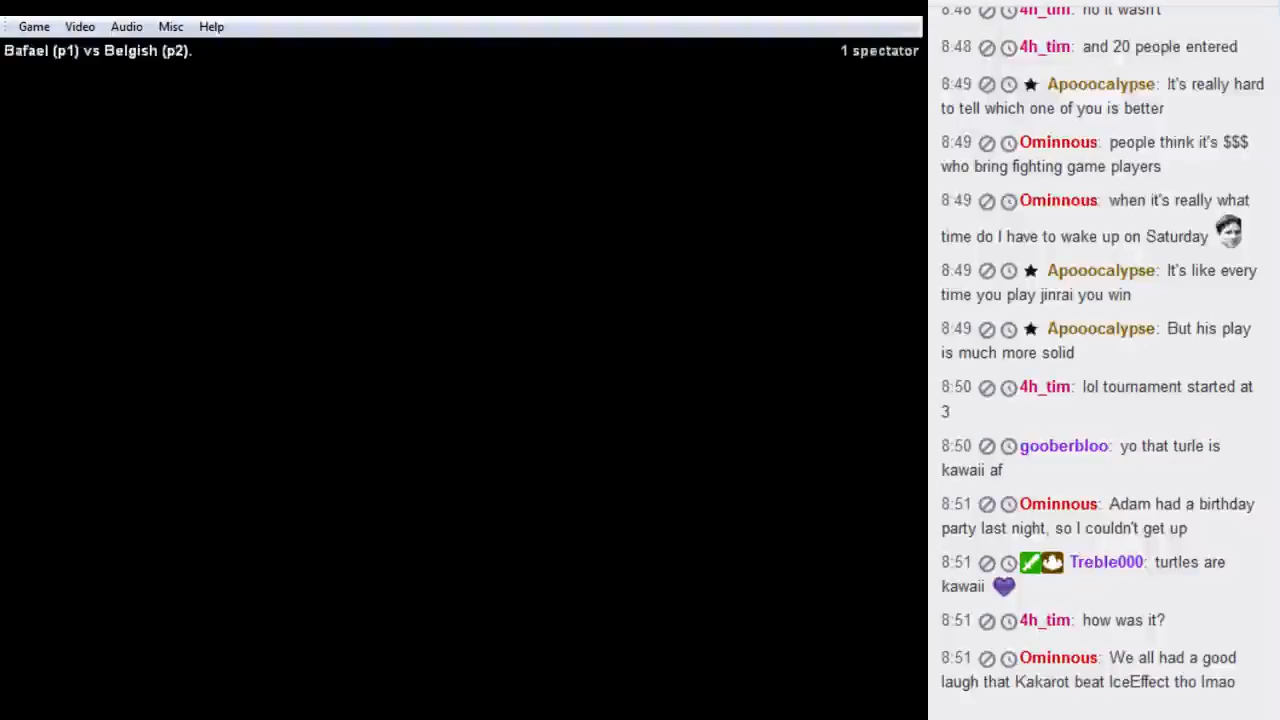 Game Video Audio Misc Help
Bafael (p1) vs Belgish (p2). 1 spectator
8:48 4h_tim: no it wasn't
8:48 4h_tim: and 20 people entered
8:49 Apooocalypse: It's really hard
to tell which one of you is better
8:49 Ominnous: people think it's $$$
who bring fighting game players
8:49 Ominnous: when it's really what
time do I have to wake up on Saturday
8:49 Apooocalypse: It's like every
time you play jinrai you win
8:49 Apooocalypse: But his play
is much more solid
8:50 4h_tim: lol tournament started at
3
8:50 gooberbloo: yo that turle is
kawaii af
8:51 Ominnous: Adam had a birthday
party last night, so I couldn't get up
8:51 Treble000: turtles are
kawaii
8:51 4h_tim: how was it?
8:51 Ominnous: We all had a good
laugh that Kakarot beat IceEffect tho lmao